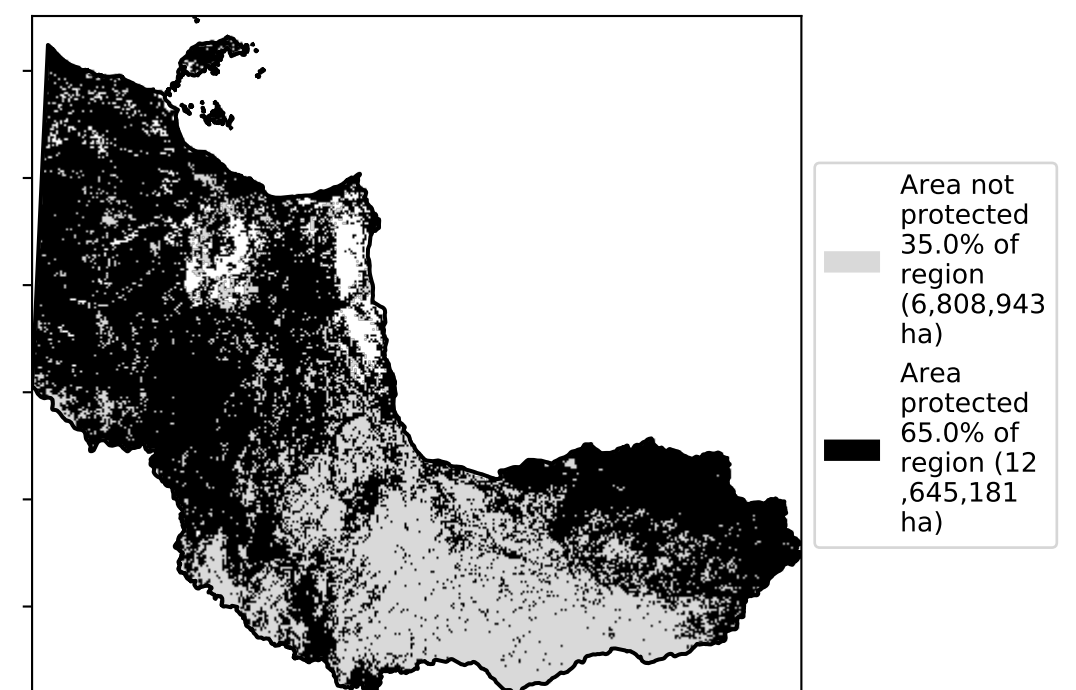 Area not
protected
35.0% of
region
(6,808,943
ha)
Area
protected
65.0% of
region (12
,645,181
ha)